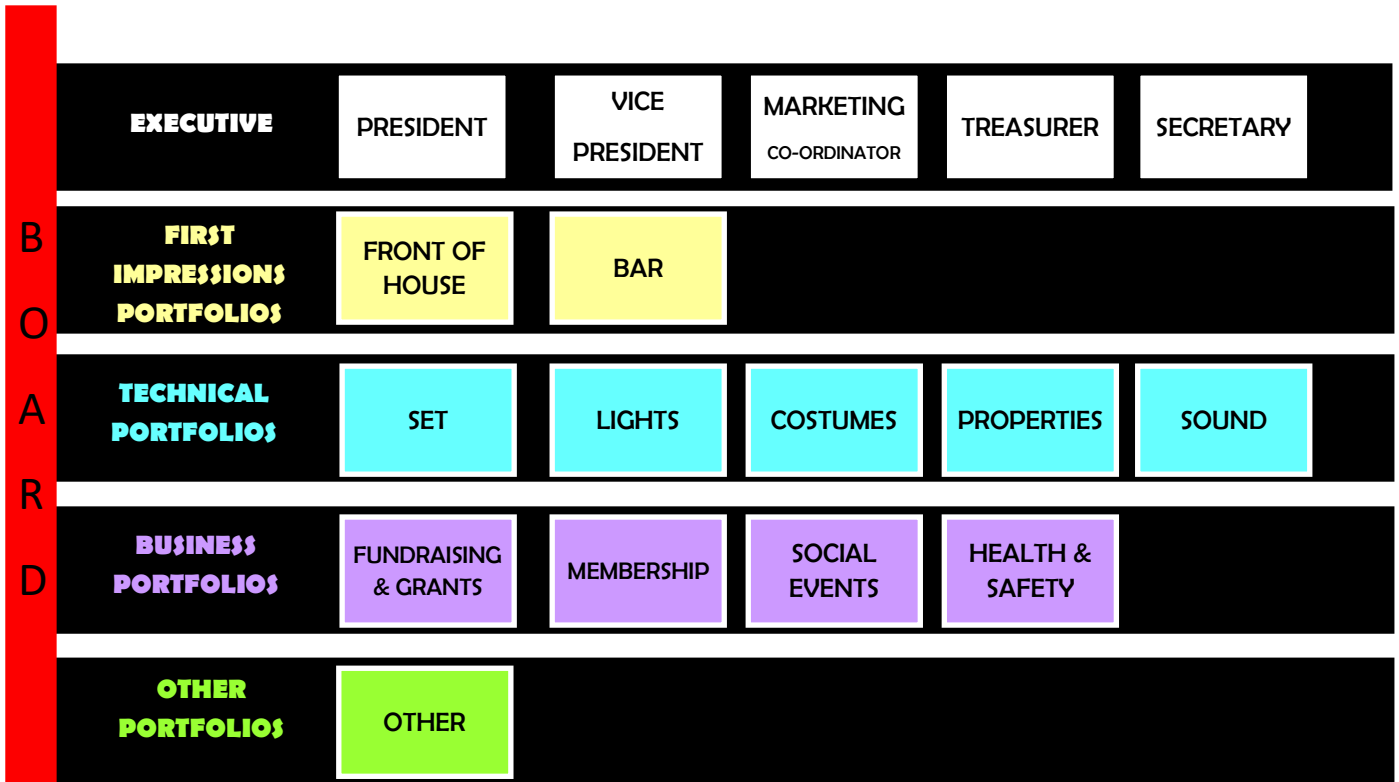 BOARD
EXECUTIVE
PRESIDENT
VICE
PRESIDENT
MARKETING
CO-ORDINATOR
TREASURER
SECRETARY
FIRST
IMPRESSIONS
PORTFOLIOS
FRONT OF
HOUSE
BAR
TECHNICAL
PORTFOLIOS
SET
LIGHTS
COSTUMES
PROPERTIES
SOUND
BUSINESS
PORTFOLIOS
FUNDRAISING
& GRANTS
MEMBERSHIP
SOCIAL
EVENTS
HEALTH &
SAFETY
OTHER
PORTFOLIOS
OTHER